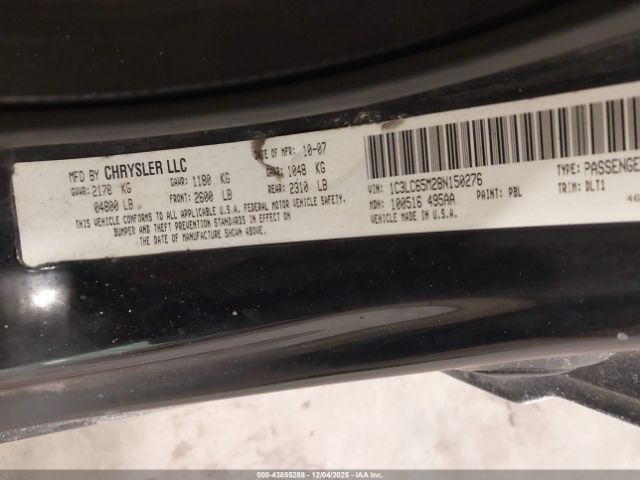 MFD BY CHRYSLER LLC
DATE OF MFR: 10-07
GVWR: 2178 KG
04800 LB
GAWR: 1180 KG
FRONT: 2600 LB
1048 KG
REAR: 2310 LB
THIS VEHICLE CONFORMS TO ALL APPLICABLE U.S.A. FEDERAL MOTOR VEHICLE SAFETY,
BUMPER AND THEFT PREVENTION STANDARDS IN EFFECT ON
THE DATE OF MANUFACTURE SHOWN ABOVE.
VIN: 1C3LC65M28N150276
TYPE: PASSENGE
MDH: 100516 495AA
PAINT: PBL
TRIM: DLT1
000-43855288 - 12/04/2025 - IAA Inc.